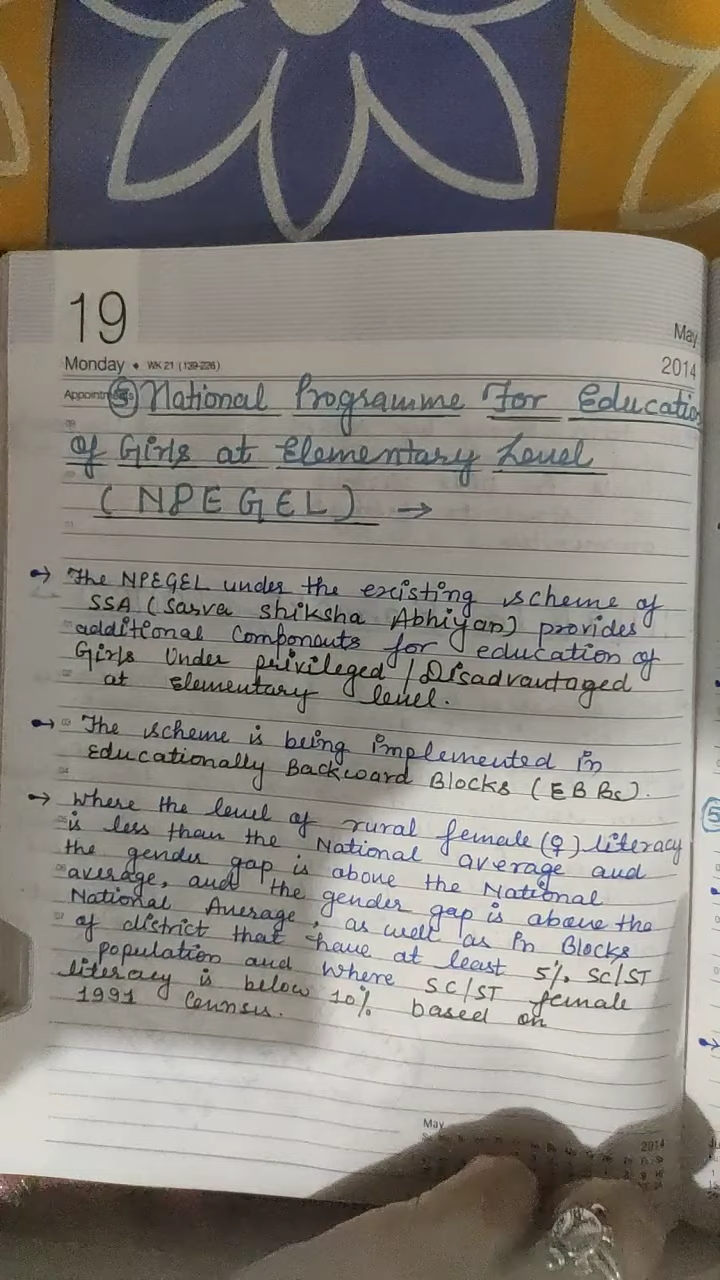 19
May
Monday • WK 21 (139-226)
2014
Appointments
⑤ National Programme For Educatio
of Girls at Elementary Level
(NPEGEL) →
→ The NPEGEL under the existing scheme of
SSA (Sarva Shiksha Abhiyan) provides
additional Components for education of
Girls Under privileged / Disadvantaged
at elementary level.
→ The scheme is being implemented in
Educationally Backward Blocks (EBBs).
→ Where the level of rural female (♀) literacy
is less than the National average and
the gender gap is above the National
average, and the gender gap is above the
National Average, as well as in Blocks
of district that have at least 5% SC/ST
population and where SC/ST female
literacy is below 10% based on
1991 Census.
May
2014